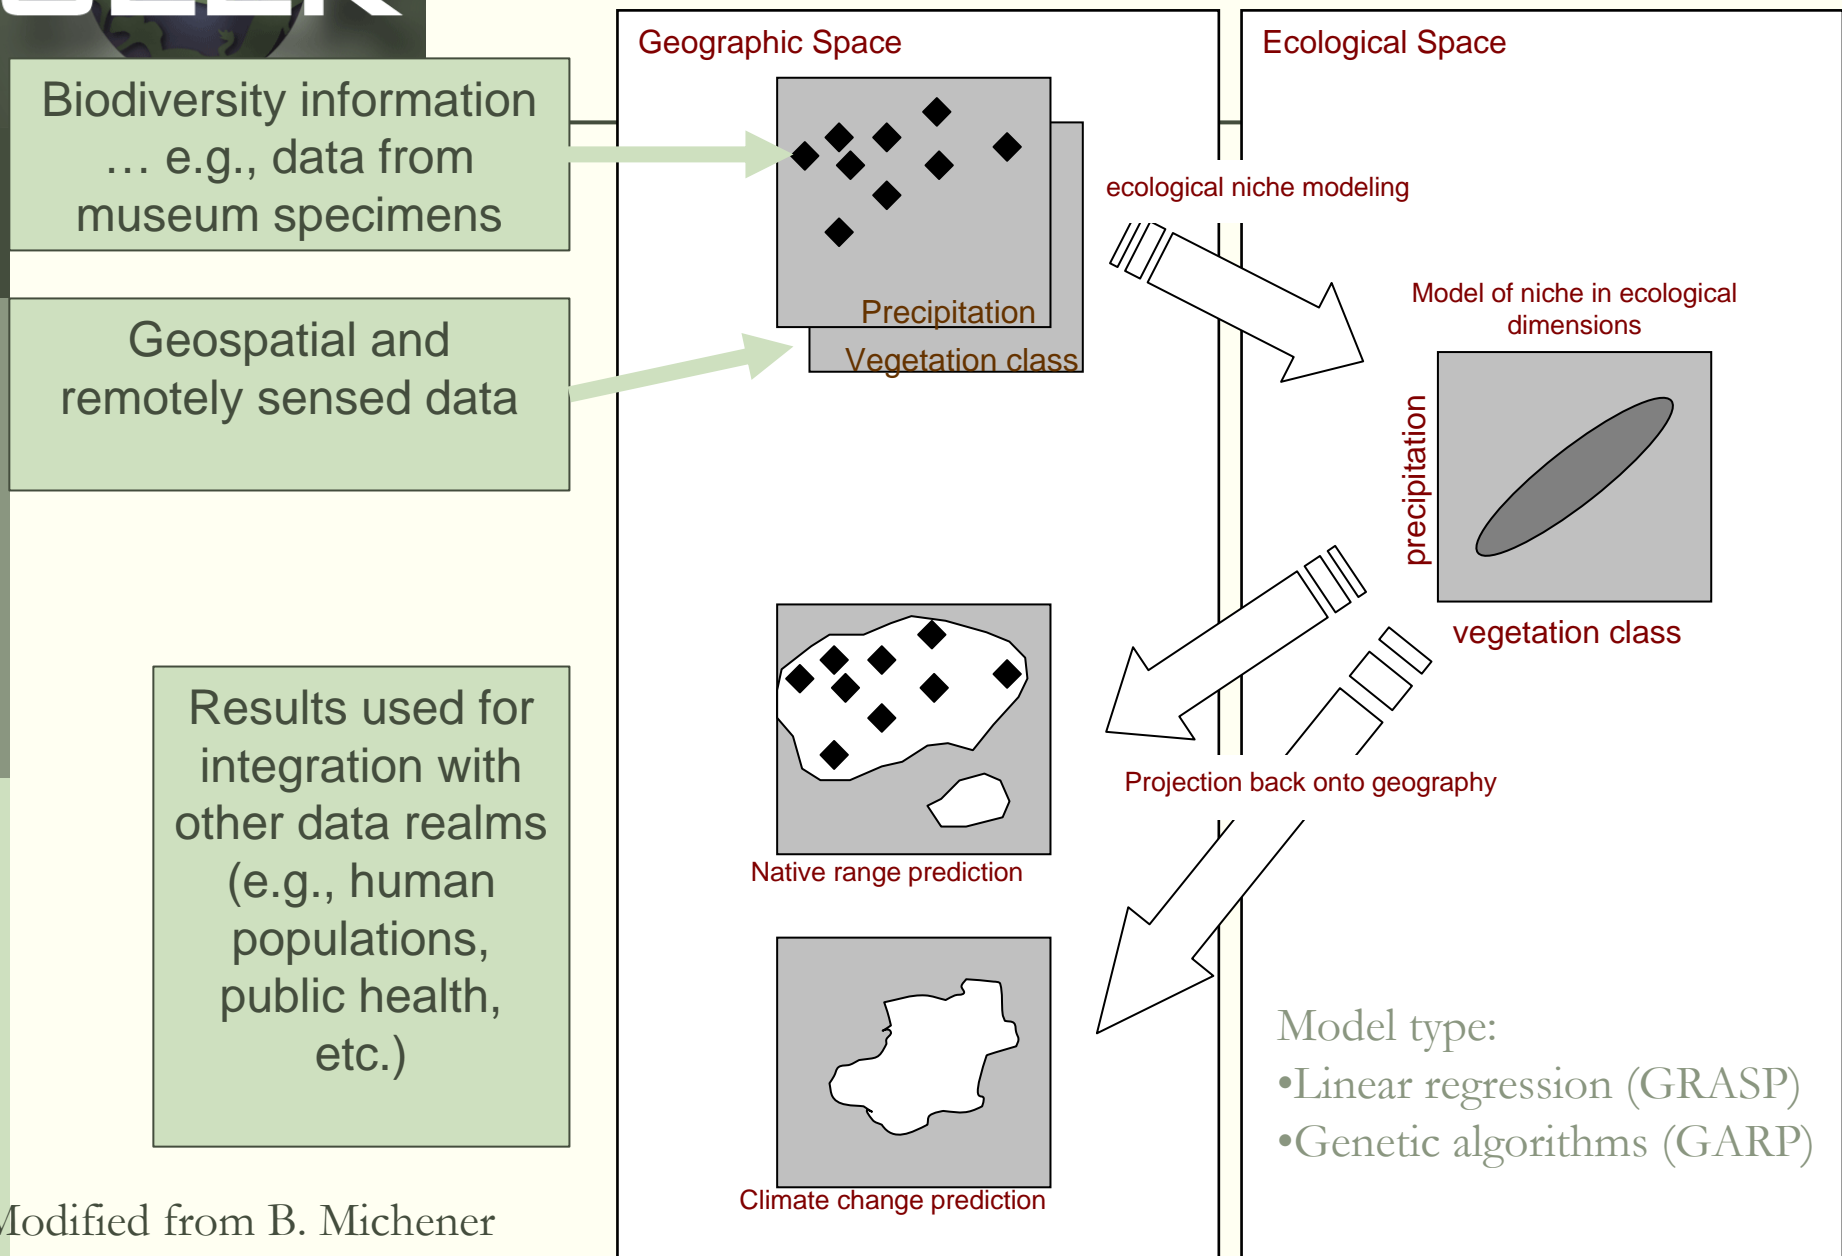 Biodiversity information
… e.g., data from
museum specimens
Geospatial and
remotely sensed data
Results used for
integration with
other data realms
(e.g., human
populations,
public health,
etc.)
Modified from B. Michener
Geographic Space
Precipitation
Vegetation class
ecological niche modeling
Native range prediction
Projection back onto geography
Climate change prediction
Ecological Space
Model of niche in ecological
dimensions
precipitation
vegetation class
Model type:
•Linear regression (GRASP)
•Genetic algorithms (GARP)